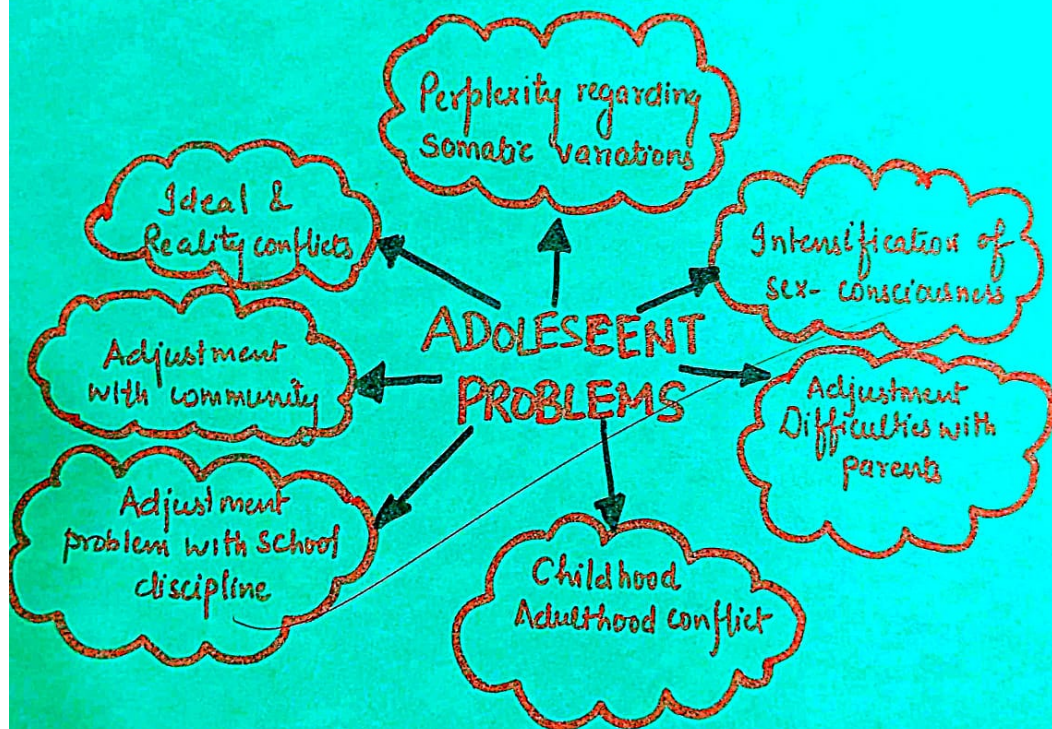 Perplexity regarding
Somatic variations
Ideal &
Reality conflicts
Intensification of
sex- consciousness
ADOLESEENT
PROBLEMS
Adjustment
with community
Adjustment
Difficulties with
parents
Adjustment
problem with School
discipline
Childhood
Adulthood conflict